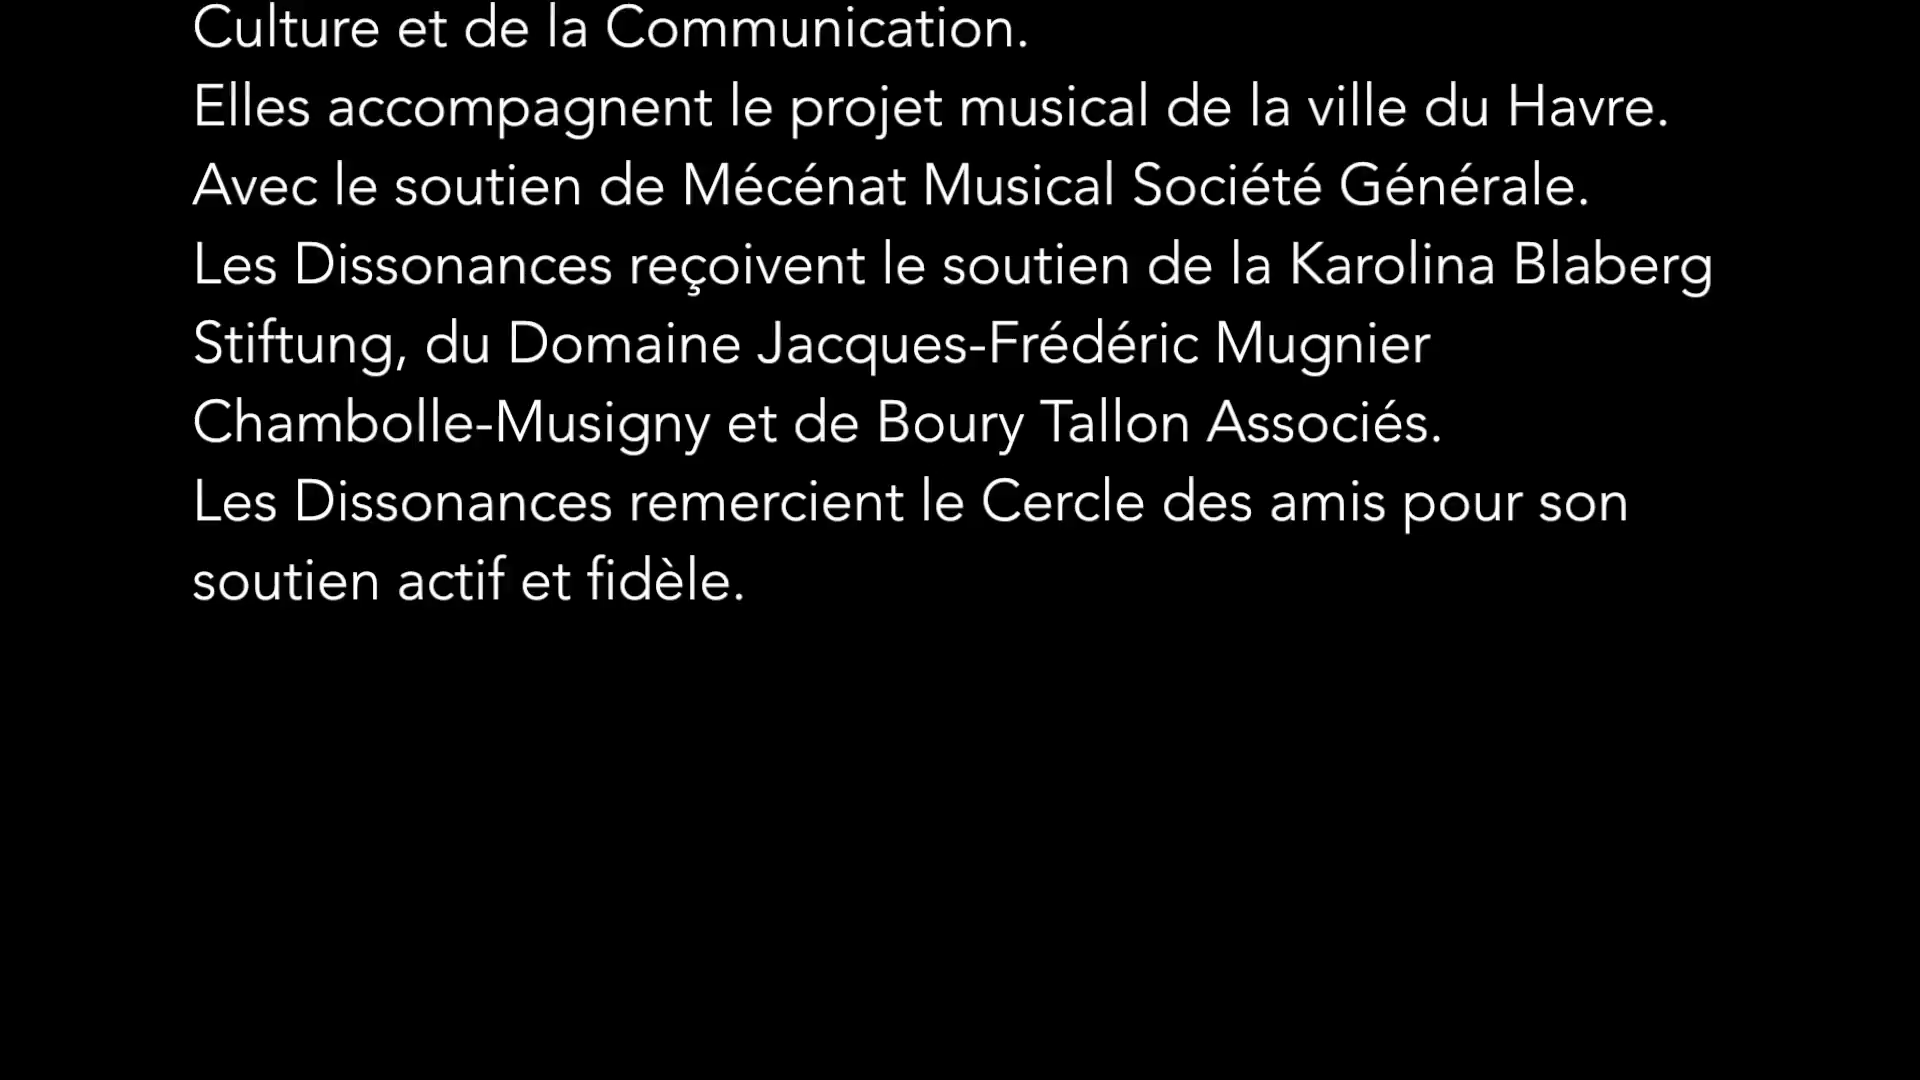 Culture et de la Communication.
Elles accompagnent le projet musical de la ville du Havre.
Avec le soutien de Mécénat Musical Société Générale.
Les Dissonances reçoivent le soutien de la Karolina Blaberg
Stiftung, du Domaine Jacques-Frédéric Mugnier
Chambolle-Musigny et de Boury Tallon Associés.
Les Dissonances remercient le Cercle des amis pour son
soutien actif et fidèle.